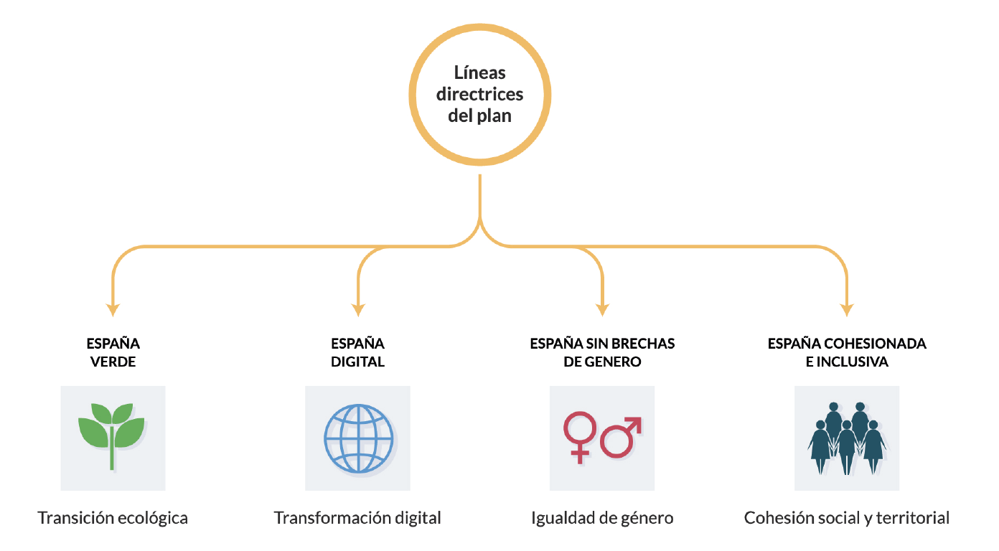 Líneas
directrices
del plan
ESPAÑA
VERDE
ESPAÑA
DIGITAL
ESPAÑA SIN BRECHAS
DE GENERO
ESPAÑA COHESIONADA
E INCLUSIVA
Transición ecológica
Transformación digital
Igualdad de género
Cohesión social y territorial